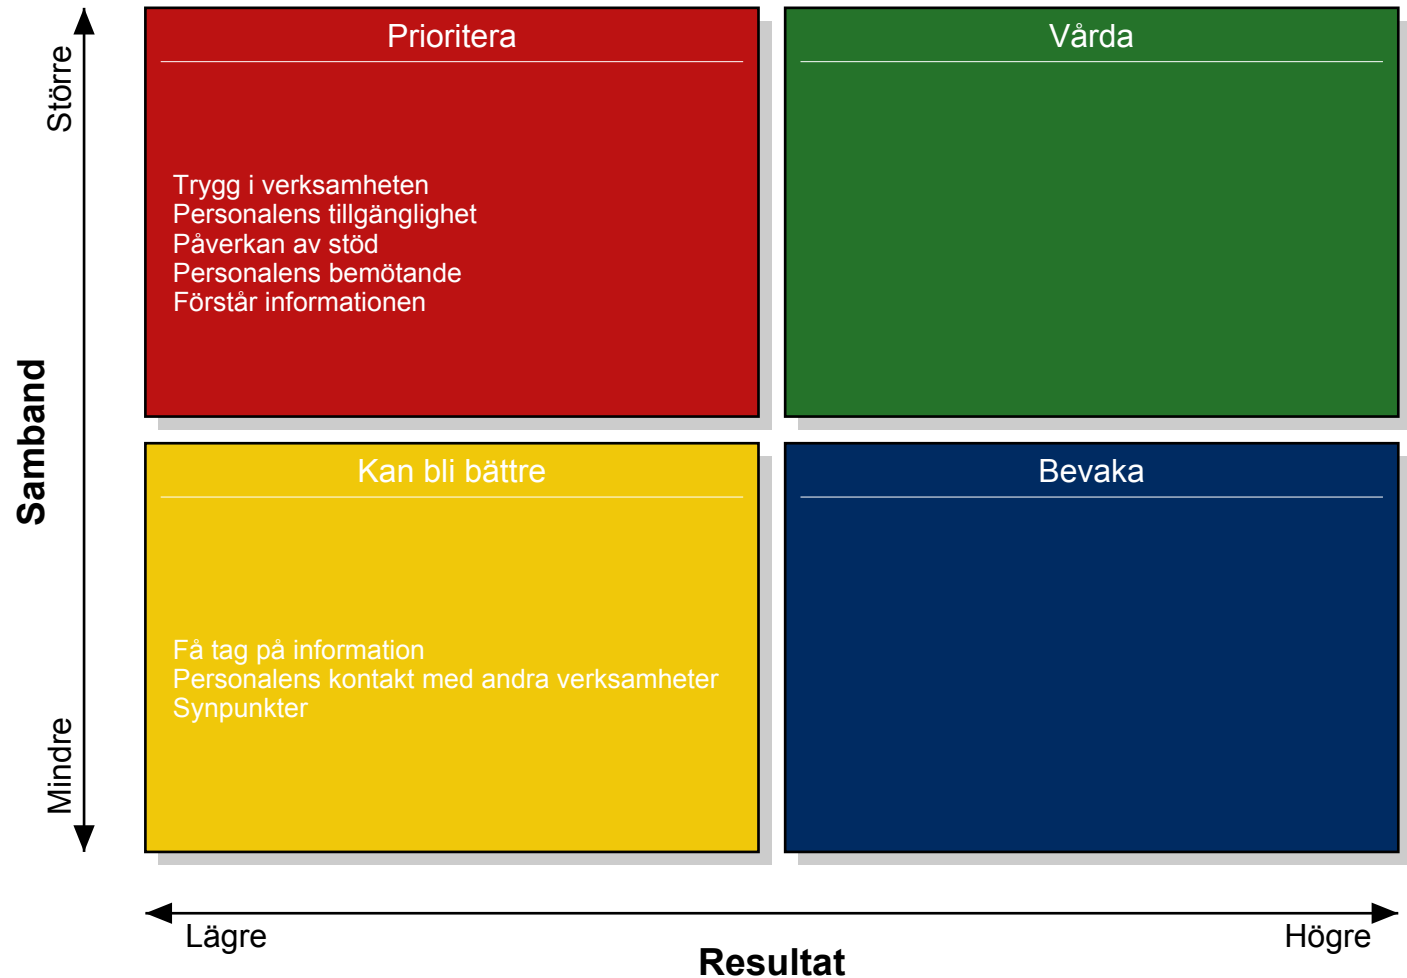 Större
Samband
Mindre
Prioritera
Trygg i verksamheten
Personalens tillgänglighet
Påverkan av stöd
Personalens bemötande
Förstår informationen
Vårda
Kan bli bättre
Få tag på information
Personalens kontakt med andra verksamheter
Synpunkter
Bevaka
Lägre
Högre
Resultat